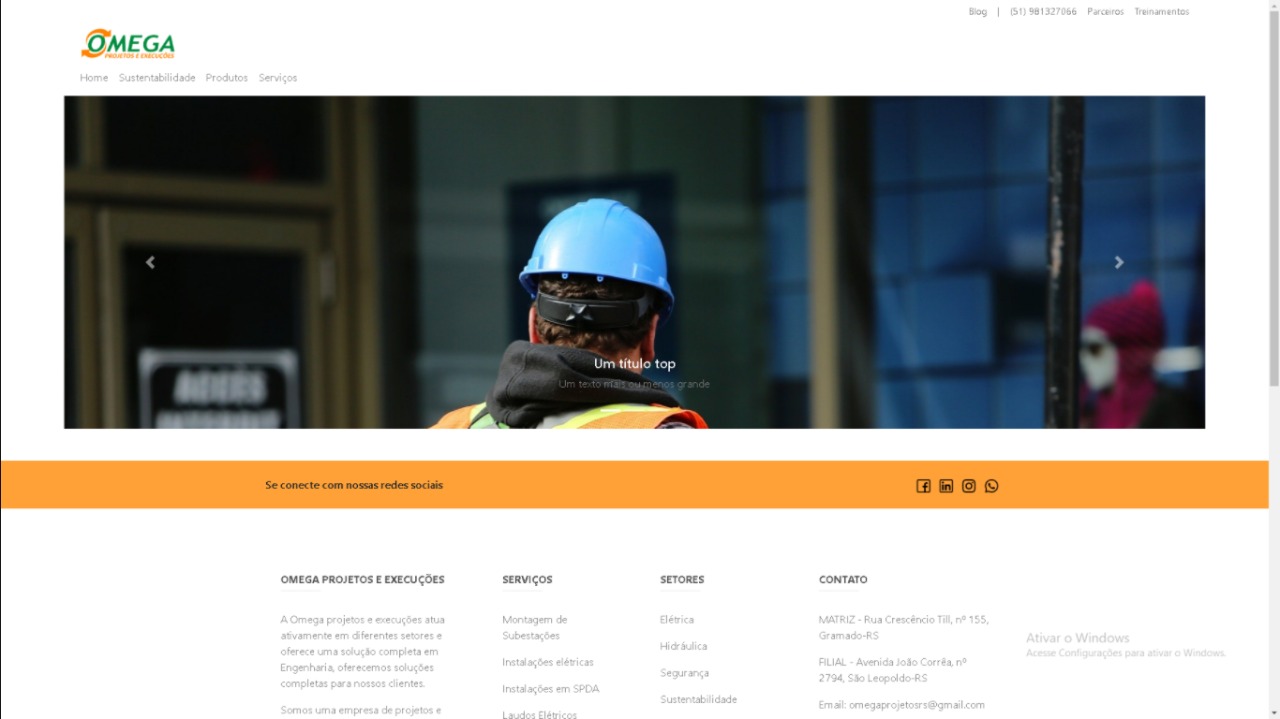 Blog | (51) 981327066 Parceiros Treinamentos
OMEGA
PROJETOS E EXECUÇÕES
Home Sustentabilidade Produtos Serviços
Um título top
Um texto mais ou menos grande
Se conecte com nossas redes sociais
OMEGA PROJETOS E EXECUÇÕES
A Omega projetos e execuções atua
ativamente em diferentes setores e
oferece uma solução completa em
Engenharia, oferecemos soluções
completas para nossos clientes.
Somos uma empresa de projetos e
SERVIÇOS
Montagem de
Subestações
Instalações elétricas
Instalações em SPDA
Laudos Elétricos
SETORES
Elétrica
Hidráulica
Segurança
Sustentabilidade
CONTATO
MATRIZ - Rua Crescêncio Till, nº 155,
Gramado-RS
FILIAL - Avenida João Corrêa, nº
2794, São Leopoldo-RS
Email: omegaprojetosrs@gmail.com
Ativar o Windows
Acesse Configurações para ativar o Windows.